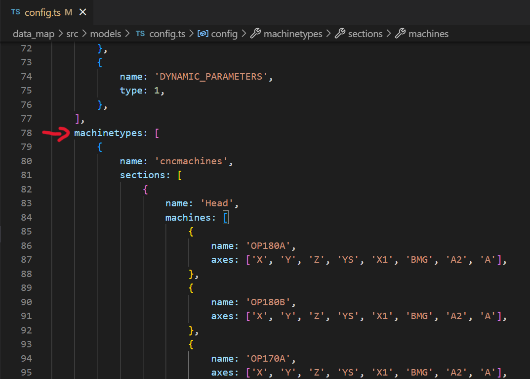 TS config.ts M X
data_map > src > models > TS config.ts > config > machinetypes > sections > machines
72 },
73 {
74 name: 'DYNAMIC_PARAMETERS',
75 type: 1,
76 },
77 ],
78 machinetypes: [
79 {
80 name: 'cncmachines',
81 sections: [
82 {
83 name: 'Head',
84 machines: [
85 {
86 name: 'OP180A',
87 axes: ['X', 'Y', 'Z', 'YS', 'X1', 'BMG', 'A2', 'A'],
88 },
89 {
90 name: 'OP180B',
91 axes: ['X', 'Y', 'Z', 'YS', 'X1', 'BMG', 'A2', 'A'],
92 },
93 {
94 name: 'OP170A',
95 axes: ['X', 'Y', 'Z', 'YS', 'X1', 'BMG', 'A2', 'A'],